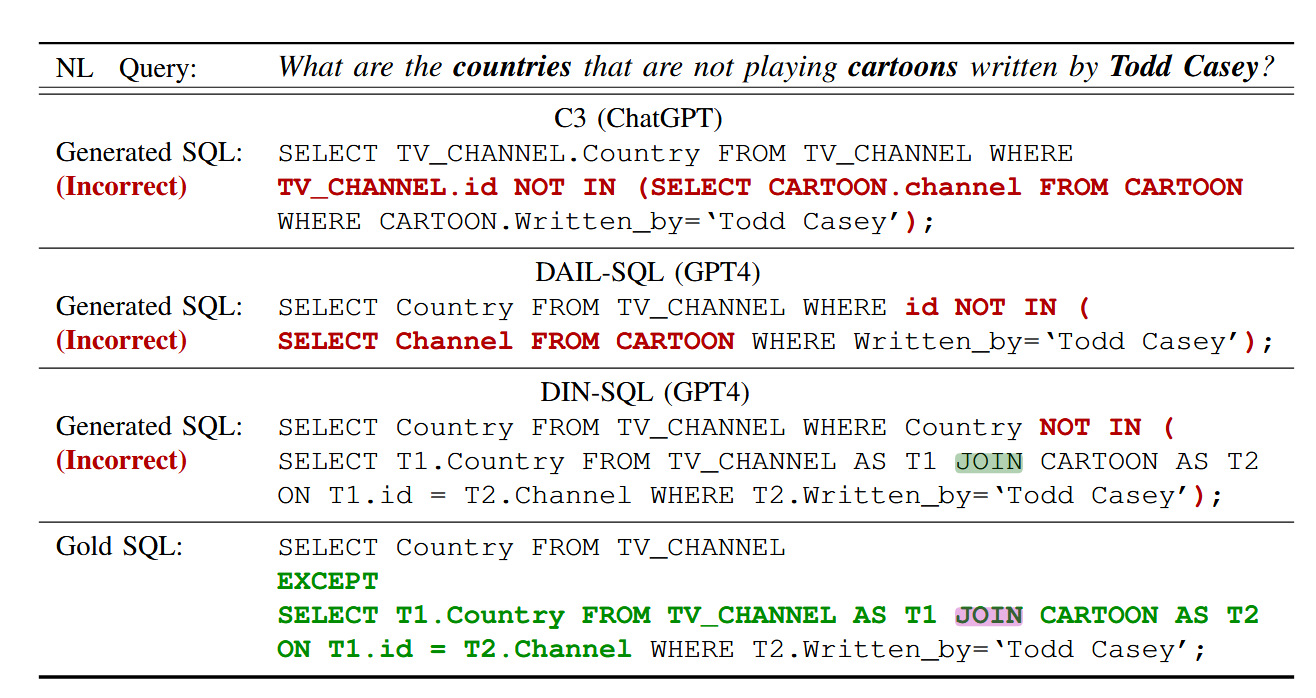 NL Query: What are the countries that are not playing cartoons written by Todd Casey?
C3 (ChatGPT)
Generated SQL: SELECT TV_CHANNEL.Country FROM TV_CHANNEL WHERE
(Incorrect) TV_CHANNEL.id NOT IN (SELECT CARTOON.channel FROM CARTOON
WHERE CARTOON.Written_by=‘Todd Casey’);
DAIL-SQL (GPT4)
Generated SQL: SELECT Country FROM TV_CHANNEL WHERE id NOT IN (
(Incorrect) SELECT Channel FROM CARTOON WHERE Written_by=‘Todd Casey’);
DIN-SQL (GPT4)
Generated SQL: SELECT Country FROM TV_CHANNEL WHERE Country NOT IN (
(Incorrect) SELECT T1.Country FROM TV_CHANNEL AS T1 JOIN CARTOON AS T2
ON T1.id = T2.Channel WHERE T2.Written_by=‘Todd Casey’);
Gold SQL: SELECT Country FROM TV_CHANNEL
EXCEPT
SELECT T1.Country FROM TV_CHANNEL AS T1 JOIN CARTOON AS T2
ON T1.id = T2.Channel WHERE T2.Written_by=‘Todd Casey’;